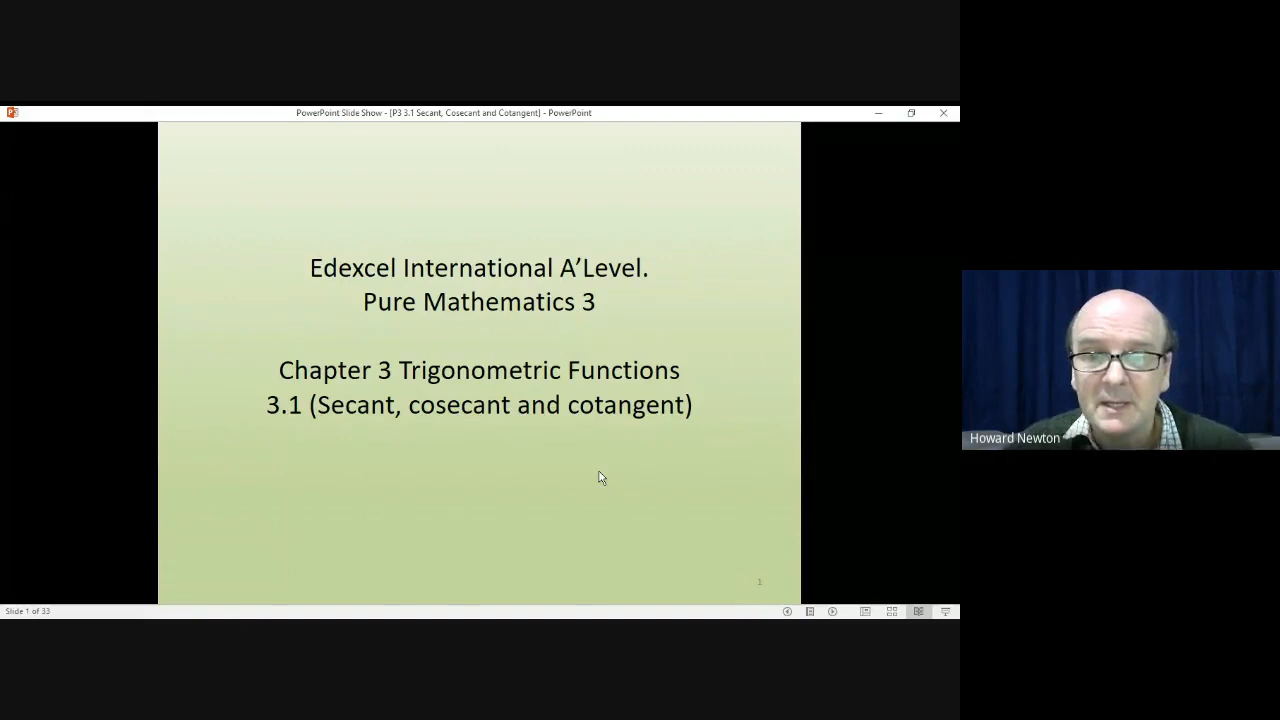 PowerPoint Slide Show - [P3 3.1 Secant, Cosecant and Cotangent] - PowerPoint
Edexcel International A’Level.
Pure Mathematics 3
Chapter 3 Trigonometric Functions
3.1 (Secant, cosecant and cotangent)
Howard Newton
1
Slide 1 of 33